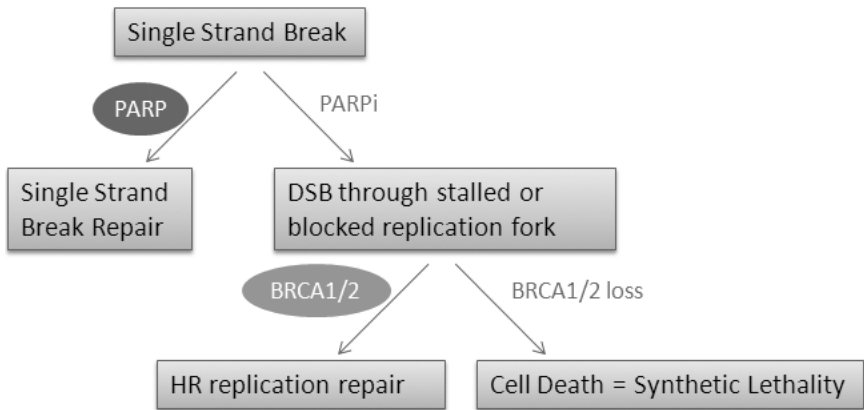 Single Strand Break
PARP
PARPi
Single Strand
Break Repair
DSB through stalled or
blocked replication fork
BRCA1/2
BRCA1/2 loss
HR replication repair
Cell Death = Synthetic Lethality